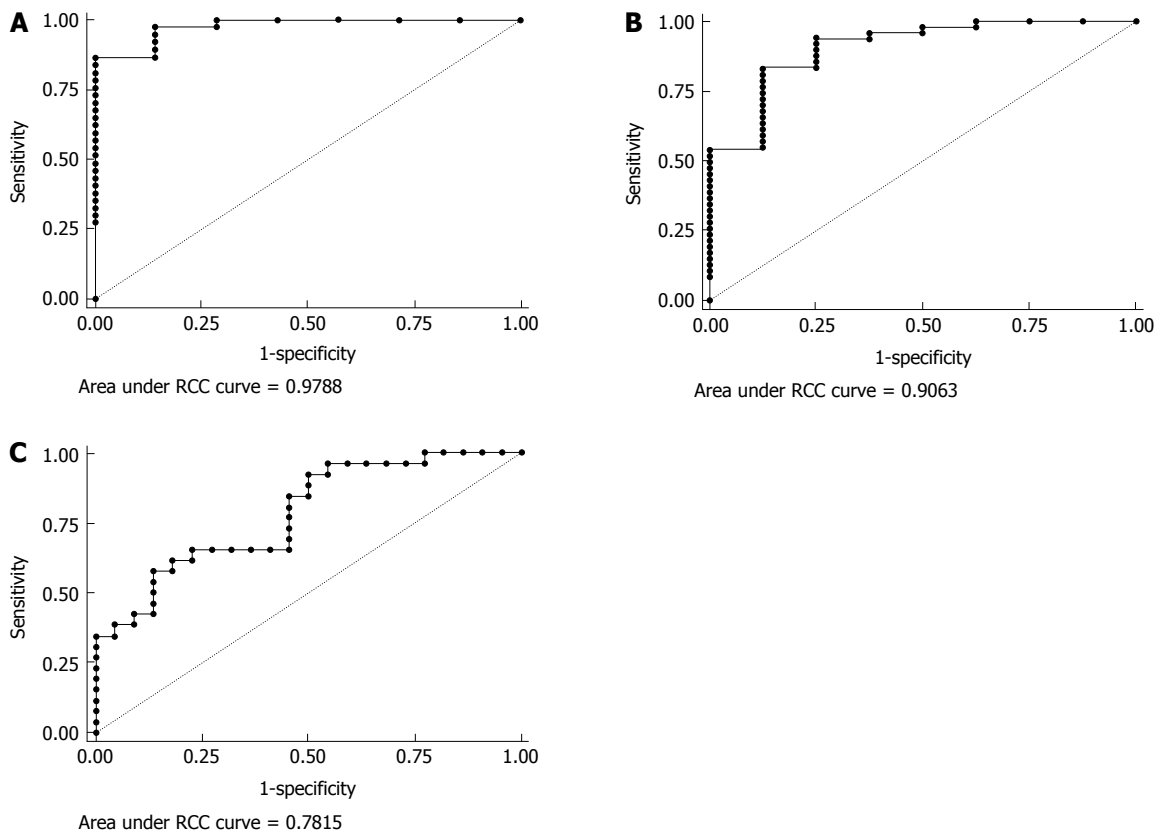 A
1.00
0.75
0.50
0.25
0.00
Sensitivity
0.00 0.25 0.50 0.75 1.00
1-specificity
Area under RCC curve = 0.9788
B
1.00
0.75
0.50
0.25
0.00
Sensitivity
0.00 0.25 0.50 0.75 1.00
1-specificity
Area under RCC curve = 0.9063
C
1.00
0.75
0.50
0.25
0.00
Sensitivity
0.00 0.25 0.50 0.75 1.00
1-specificity
Area under RCC curve = 0.7815